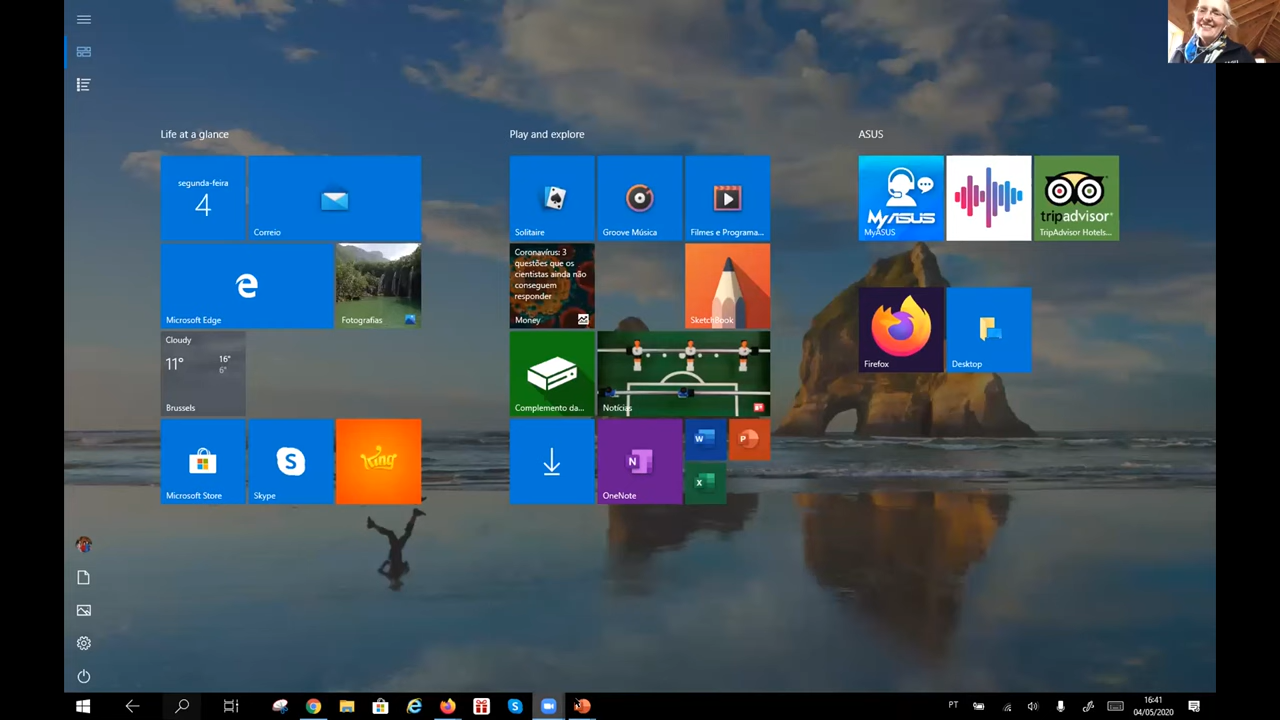 Life at a glance
segunda-feira
4
Correio
Microsoft Edge
Fotografias
Cloudy
11°
16°
6°
Brussels
Microsoft Store
Skype
King
Play and explore
Solitaire
Groove Música
Filmes e Programa...
Coronavírus: 3
questões que os
cientistas ainda não
conseguem
responder
Money
SketchBook
Complemento da...
Notícias
N
OneNote
W
P
X
ASUS
MyASUS
MyASUS
tripadvisor
TripAdvisor Hotels...
Firefox
Desktop
PT
16:41
04/05/2020